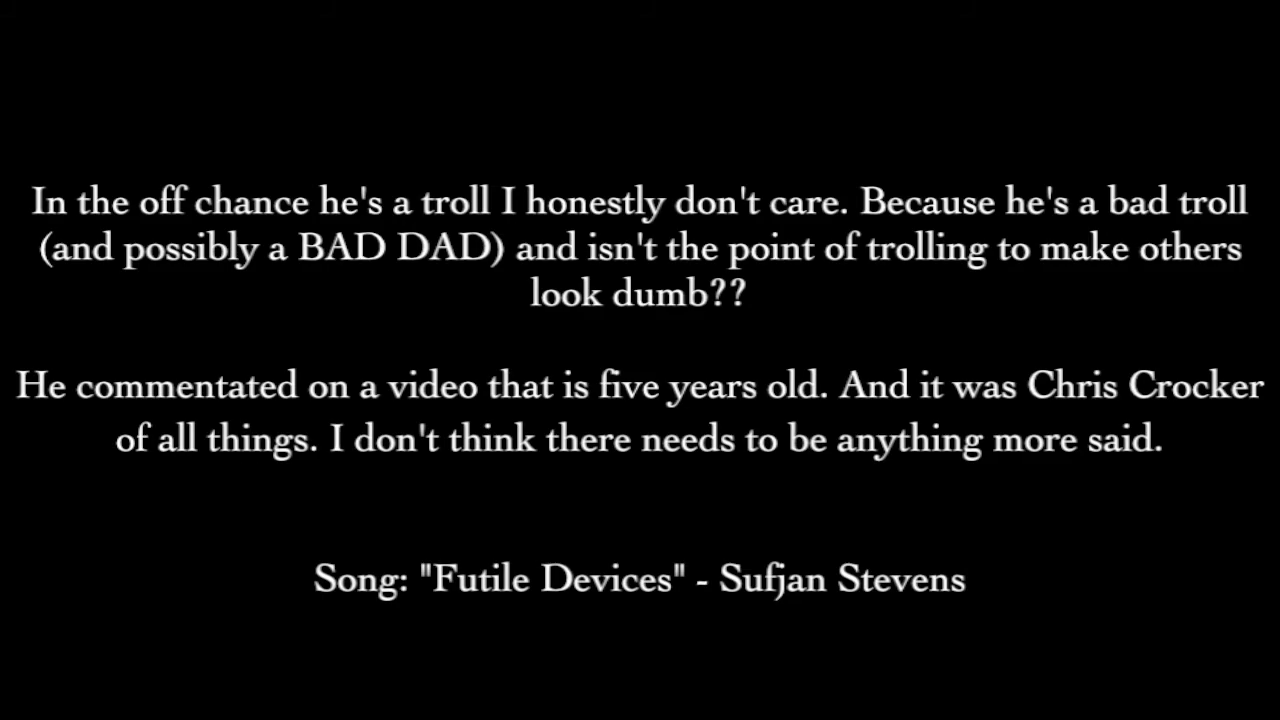 In the off chance he's a troll I honestly don't care. Because he's a bad troll
(and possibly a BAD DAD) and isn't the point of trolling to make others
look dumb??
He commentated on a video that is five years old. And it was Chris Crocker
of all things. I don't think there needs to be anything more said.
Song: "Futile Devices" - Sufjan Stevens